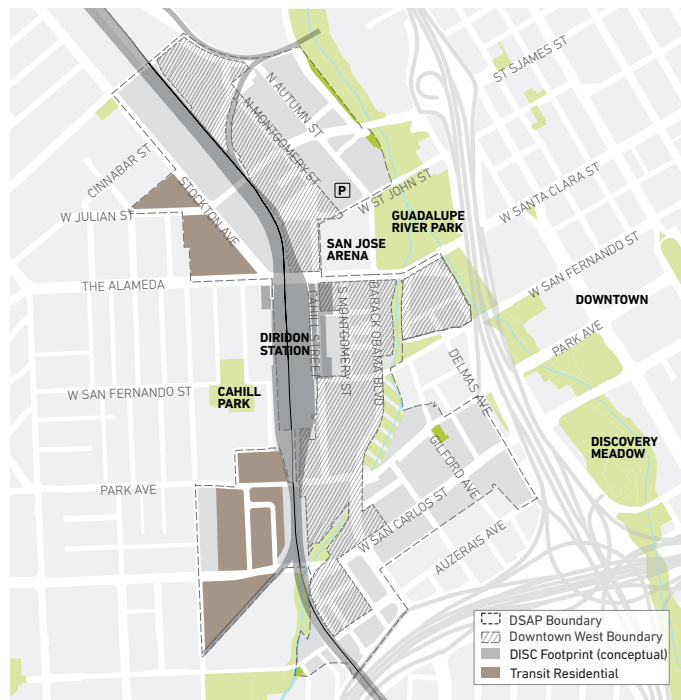 ST SJAMES ST
N AUTUMN ST
N MONTGOMERY ST
CINNABAR ST
STOCKTON AVE
P
W ST JOHN ST
W SANTA CLARA ST
W JULIAN ST
GUADALUPE
RIVER PARK
SAN JOSE
ARENA
W SAN FERNANDO ST
THE ALAMEDA
DOWNTOWN
CAHILL STREET
S MONTGOMERY ST
BARACK OBAMA BLVD
DIRIDON
STATION
PARK AVE
DELMAS AVE
W SAN FERNANDO ST
CAHILL
PARK
DISCOVERY
MEADOW
GILFORD AVE
PARK AVE
W SAN CARLOS ST
AUZERAIS AVE
DSAP Boundary
Downtown West Boundary
DISC Footprint (conceptual)
Transit Residential